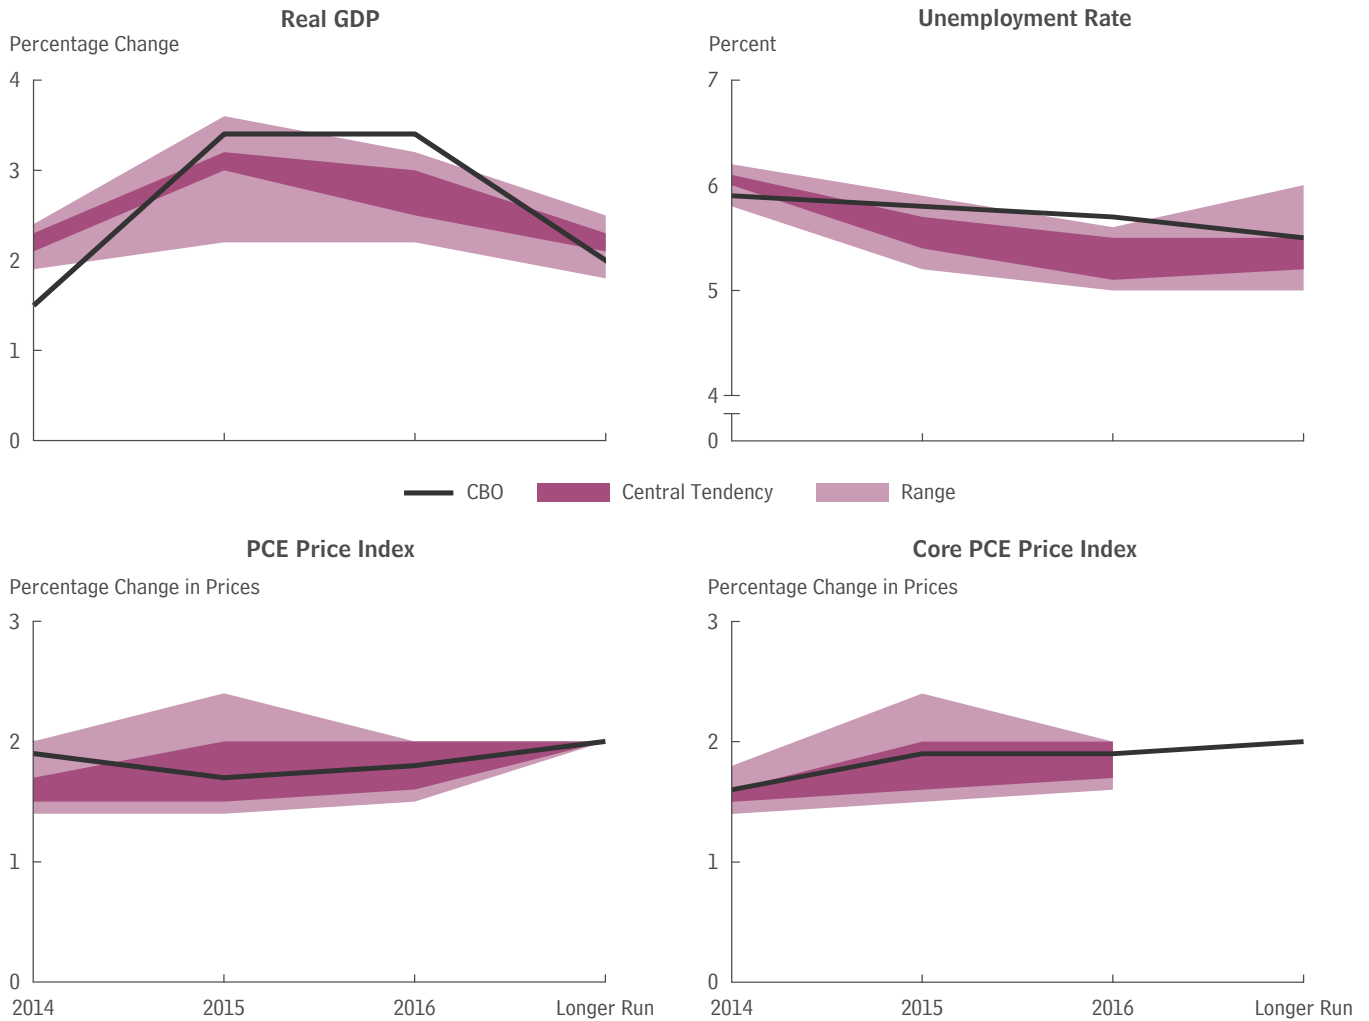 Real GDP
Percentage Change
4
3
2
1
0
Unemployment Rate
Percent
7
6
5
4
0
CBO
Central Tendency
Range
PCE Price Index
Percentage Change in Prices
3
2
1
0
2014
2015
2016
Longer Run
Core PCE Price Index
Percentage Change in Prices
3
2
1
0
2014
2015
2016
Longer Run